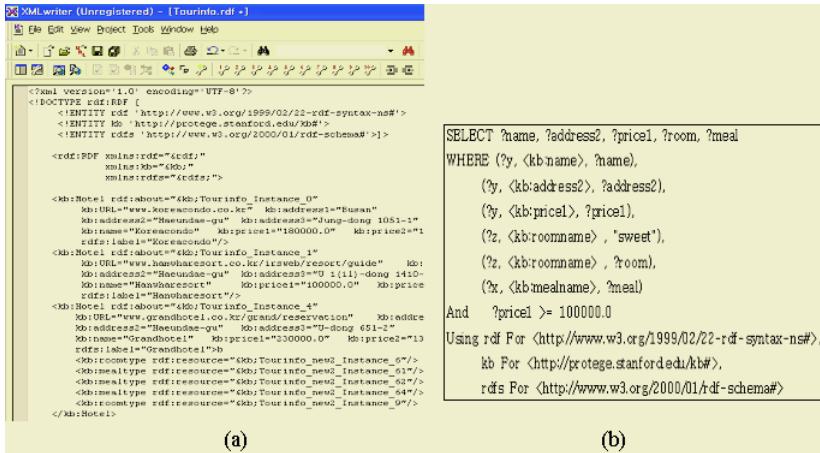 XMLwriter (Unregistered) - [Tourinfo.rdf *]
File Edit View Project Tools Window Help
<?xml version='1.0' encoding='UTF-8'?>
<!DOCTYPE rdf:RDF [
<!ENTITY rdf 'http://www.w3.org/1999/02/22-rdf-syntax-ns#'>
<!ENTITY kb 'http://protege.stanford.edu/kb#'>
<!ENTITY rdfs 'http://www.w3.org/2000/01/rdf-schema#'>]>
<rdf:RDF xmlns:rdf="&rdf;"
xmlns:kb="&kb;"
xmlns:rdfs="&rdfs;">
<kb:Hotel rdf:about="&kb;Tourinfo_Instance_0"
kb:URL="www.koreacondo.co.kr" kb:address1="Busan"
kb:address2="Haeundae-gu" kb:address3="Jung-dong 1051-1"
kb:name="Koreacondo" kb:price1="180000.0" kb:price2="1
rdfs:label="Koreacondo"/>
<kb:Hotel rdf:about="&kb;Tourinfo_Instance_1"
kb:URL="www.hanwharesort.co.kr/irsweb/resort/guide" kb:
kb:address2="Haeundae-gu" kb:address3="U 1(il)-dong 1410-
kb:name="Hanwharesort" kb:price1="100000.0" kb:price
rdfs:label="Hanwharesort"/>
<kb:Hotel rdf:about="&kb;Tourinfo_Instance_4"
kb:URL="www.grandhotel.co.kr/grand/reservation" kb:addre
kb:address2="Haeundae-gu" kb:address3="U-dong 651-2"
kb:name="Grandhotel" kb:price1="230000.0" kb:price2="13
rdfs:label="Grandhotel">b
<kb:roomtype rdf:resource="&kb;Tourinfo_new2_Instance_6"/>
<kb:mealtype rdf:resource="&kb;Tourinfo_new2_Instance_61"/>
<kb:mealtype rdf:resource="&kb;Tourinfo_new2_Instance_62"/>
<kb:mealtype rdf:resource="&kb;Tourinfo_new2_Instance_64"/>
<kb:roomtype rdf:resource="&kb;Tourinfo_new2_Instance_9"/>
</kb:Hotel>
(a)
SELECT ?name, ?address2, ?price1, ?room, ?meal
WHERE (?y, <kb:name>, ?name),
(?y, <kb:address2>, ?address2),
(?y, <kb:price1>, ?price1),
(?z, <kb:roomname> , "sweet"),
(?z, <kb:roomname> , ?room),
(?x, <kb:mealname>, ?meal)
And ?price1 >= 100000.0
Using rdf For <http://www.w3.org/1999/02/22-rdf-syntax-ns#>,
kb For <http://protege.stanford.edu/kb#>,
rdfs For <http://www.w3.org/2000/01/rdf-schema#>
(b)